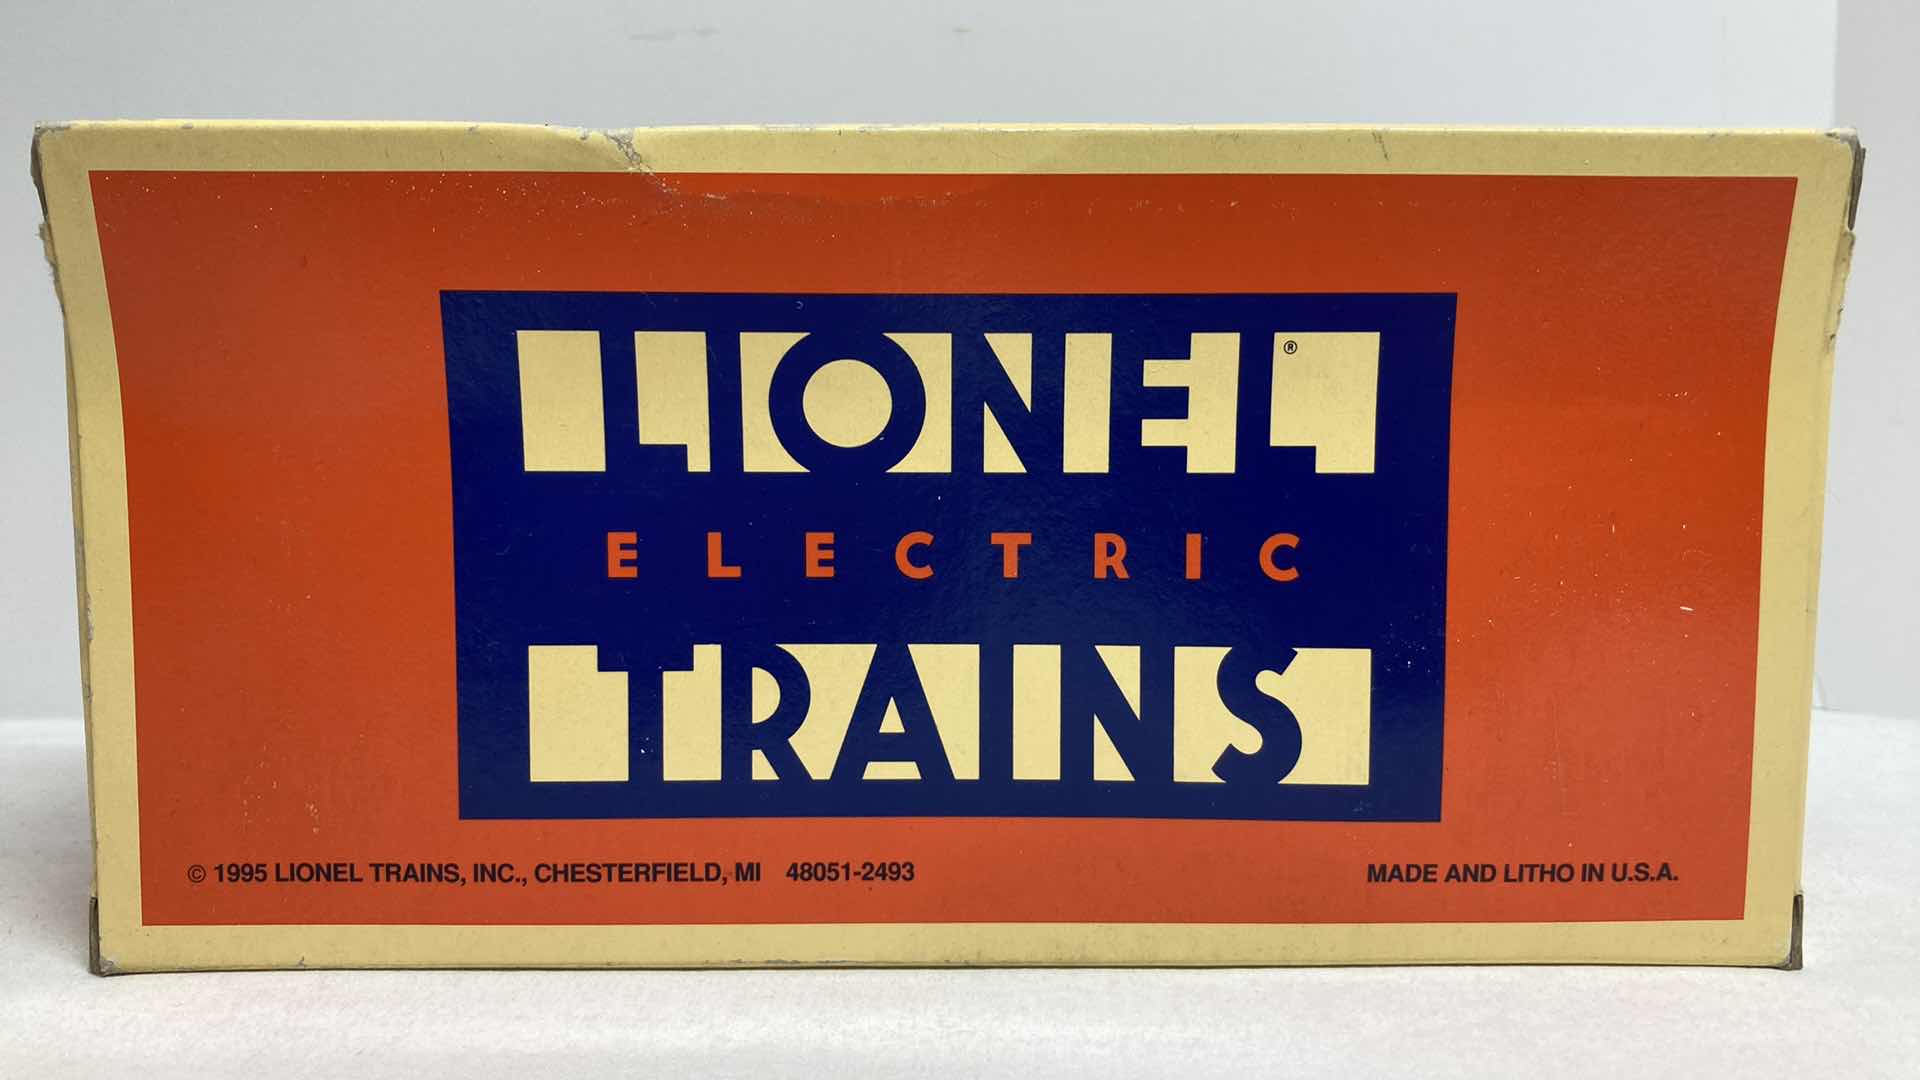 LIONEL®
ELECTRIC
TRAINS
© 1995 LIONEL TRAINS, INC., CHESTERFIELD, MI 48051-2493
MADE AND LITHO IN U.S.A.